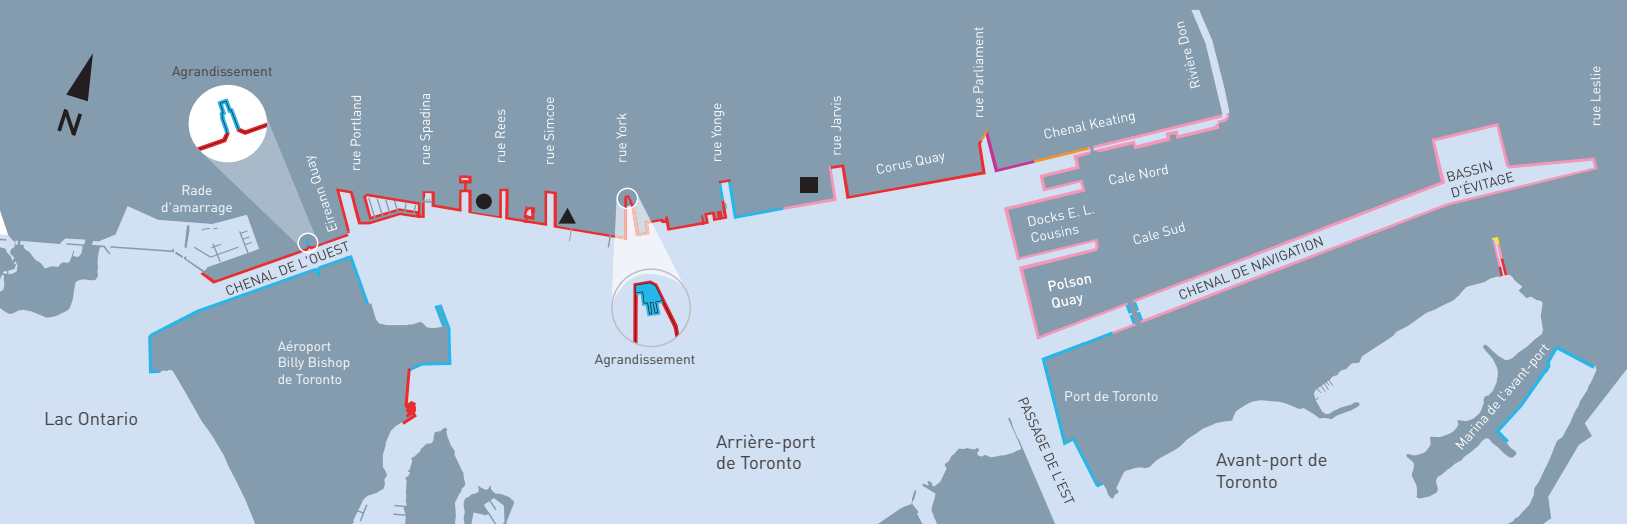 Agrandissement
N
Rade
d'amarrage
Eireann Quay
rue Portland
rue Spadina
rue Rees
rue Simcoe
rue York
rue Yonge
rue Jarvis
Corus Quay
rue Parliament
Chenal Keating
Rivière Don
rue Leslie
Cale Nord
BASSIN
D'ÉVITAGE
Docks E. L.
Cousins
Cale Sud
CHENAL DE NAVIGATION
Polson
Quay
CHENAL DE L'OUEST
Aéroport
Billy Bishop
de Toronto
Agrandissement
Lac Ontario
Arrière-port
de Toronto
PASSAGE DE L'EST
Port de Toronto
Avant-port de
Toronto
Marina de l'avant-port